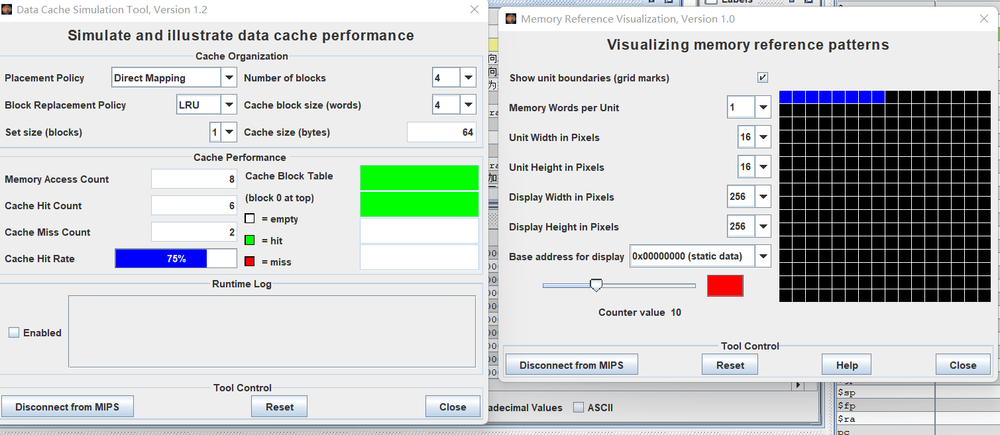 Data Cache Simulation Tool, Version 1.2
Simulate and illustrate data cache performance
Cache Organization
Placement Policy Direct Mapping Number of blocks 4
Block Replacement Policy LRU Cache block size (words) 4
Set size (blocks) 1 Cache size (bytes) 64
Cache Performance
Memory Access Count 8 Cache Block Table
(block 0 at top)
Cache Hit Count 6
= empty
Cache Miss Count 2
= hit
Cache Hit Rate 75%
= miss
Runtime Log
Enabled
Tool Control
Disconnect from MIPS Reset Close
Labels
Memory Reference Visualization, Version 1.0
Visualizing memory reference patterns
Show unit boundaries (grid marks)
Memory Words per Unit 1
Unit Width in Pixels 16
Unit Height in Pixels 16
Display Width in Pixels 256
Display Height in Pixels 256
Base address for display 0x00000000 (static data)
Counter value 10
Tool Control
Disconnect from MIPS Reset Help Close
adecimal Values ASCII
$sp
$fp
$ra
pc